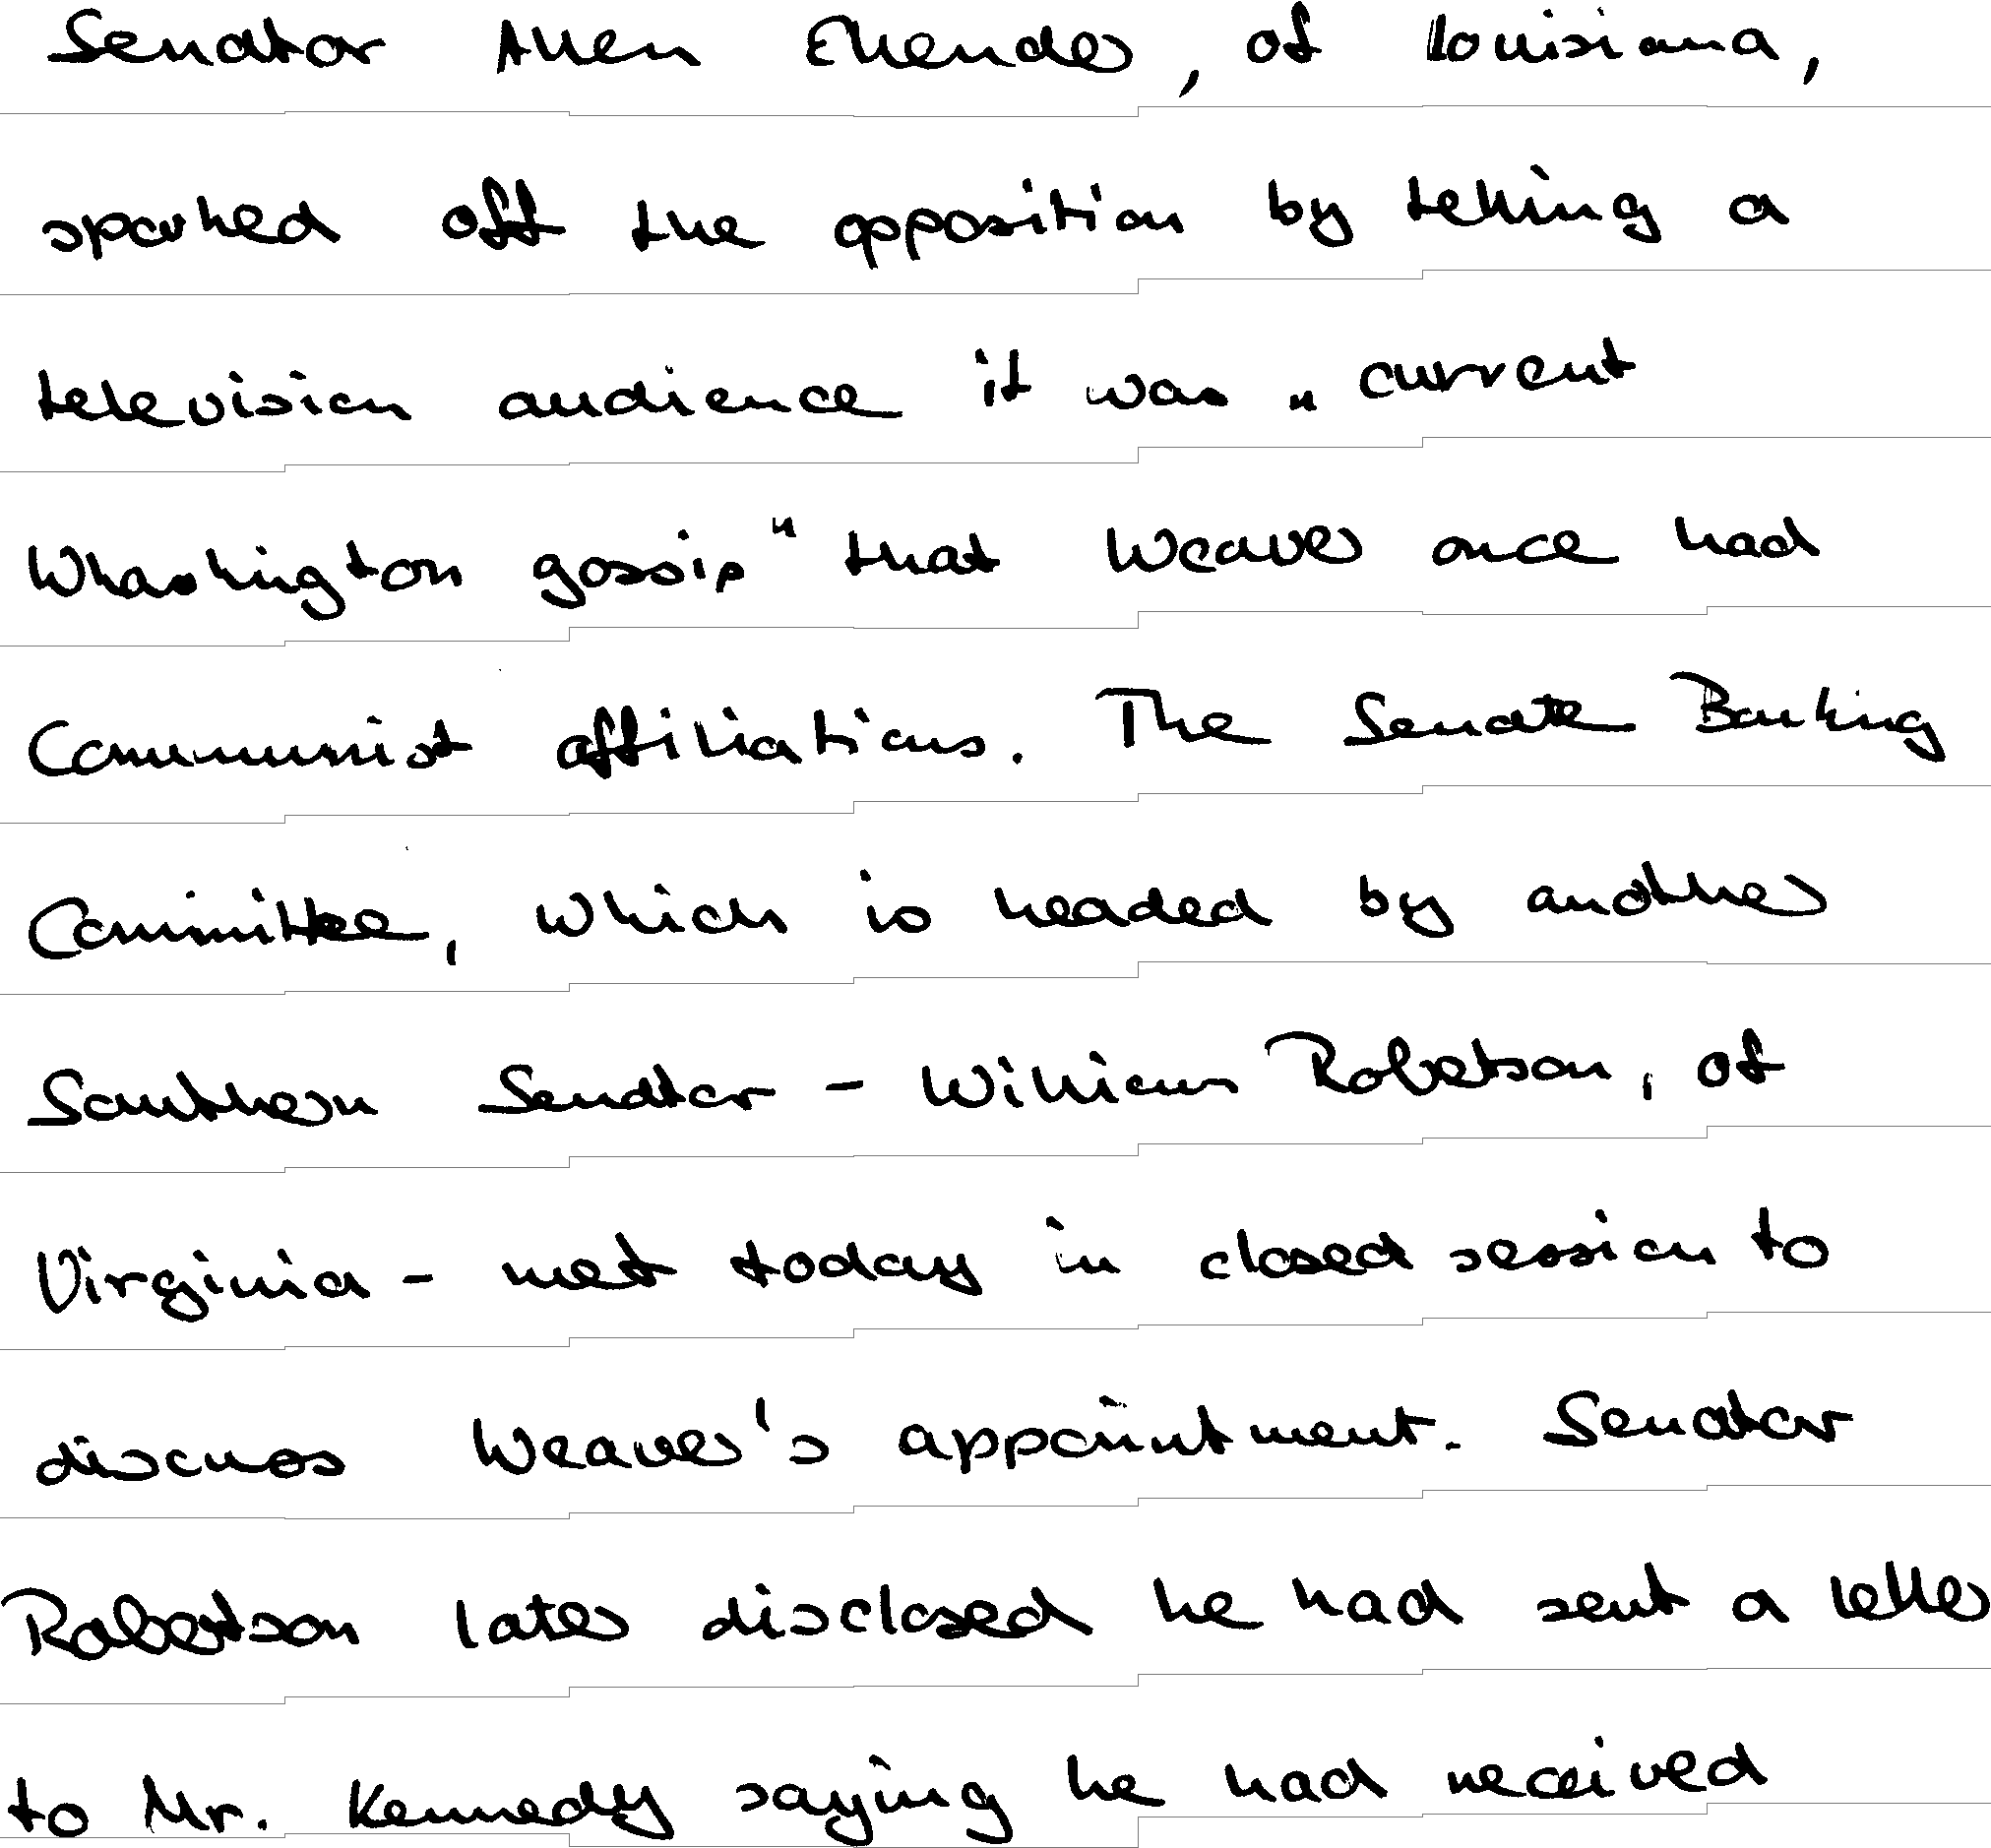 Senator Allen Ellender, of Louisiana,
sparked off the opposition by telling a
television audience it was „current
Whashington gossip" that Weaver once had
Communist affiliations. The Senate Banking
Committee, which is headed by another
Southern Senator - William Robertson, of
Virginia - met today in closed session to
discuss Weaver's appointment. Senator
Robertson later disclosed he had sent a letter
to Mr. Kennedy saying he had received